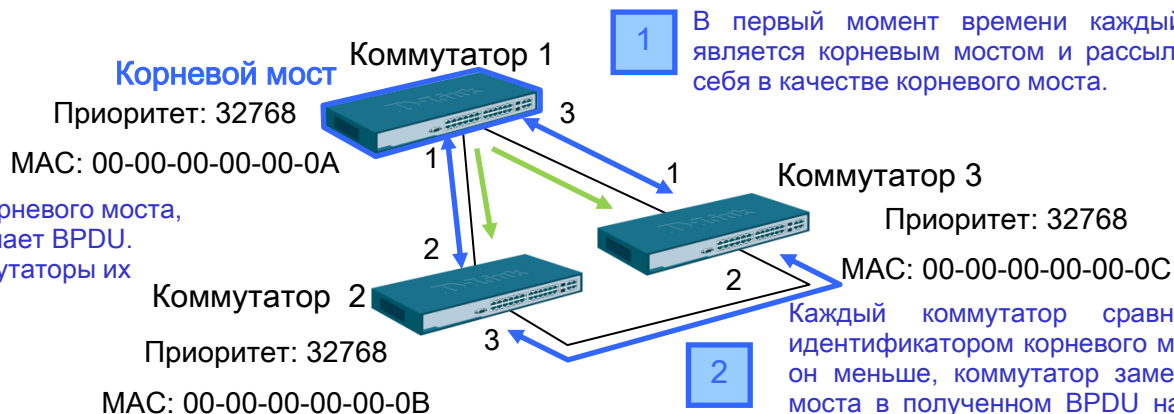 1
В первый момент времени каждый
является корневым мостом и рассыл
себя в качестве корневого моста.
Коммутатор 1
Корневой мост
Приоритет: 32768
MAC: 00-00-00-00-00-0A
3
1
1
Коммутатор 3
Приоритет: 32768
MAC: 00-00-00-00-00-0C
рневого моста,
ает BPDU.
утаторы их
2
2
Коммутатор 2
3
Приоритет: 32768
MAC: 00-00-00-00-00-0B
2
Каждый коммутатор сравн
идентификатором корневого м
он меньше, коммутатор заме
моста в полученном BPDU на